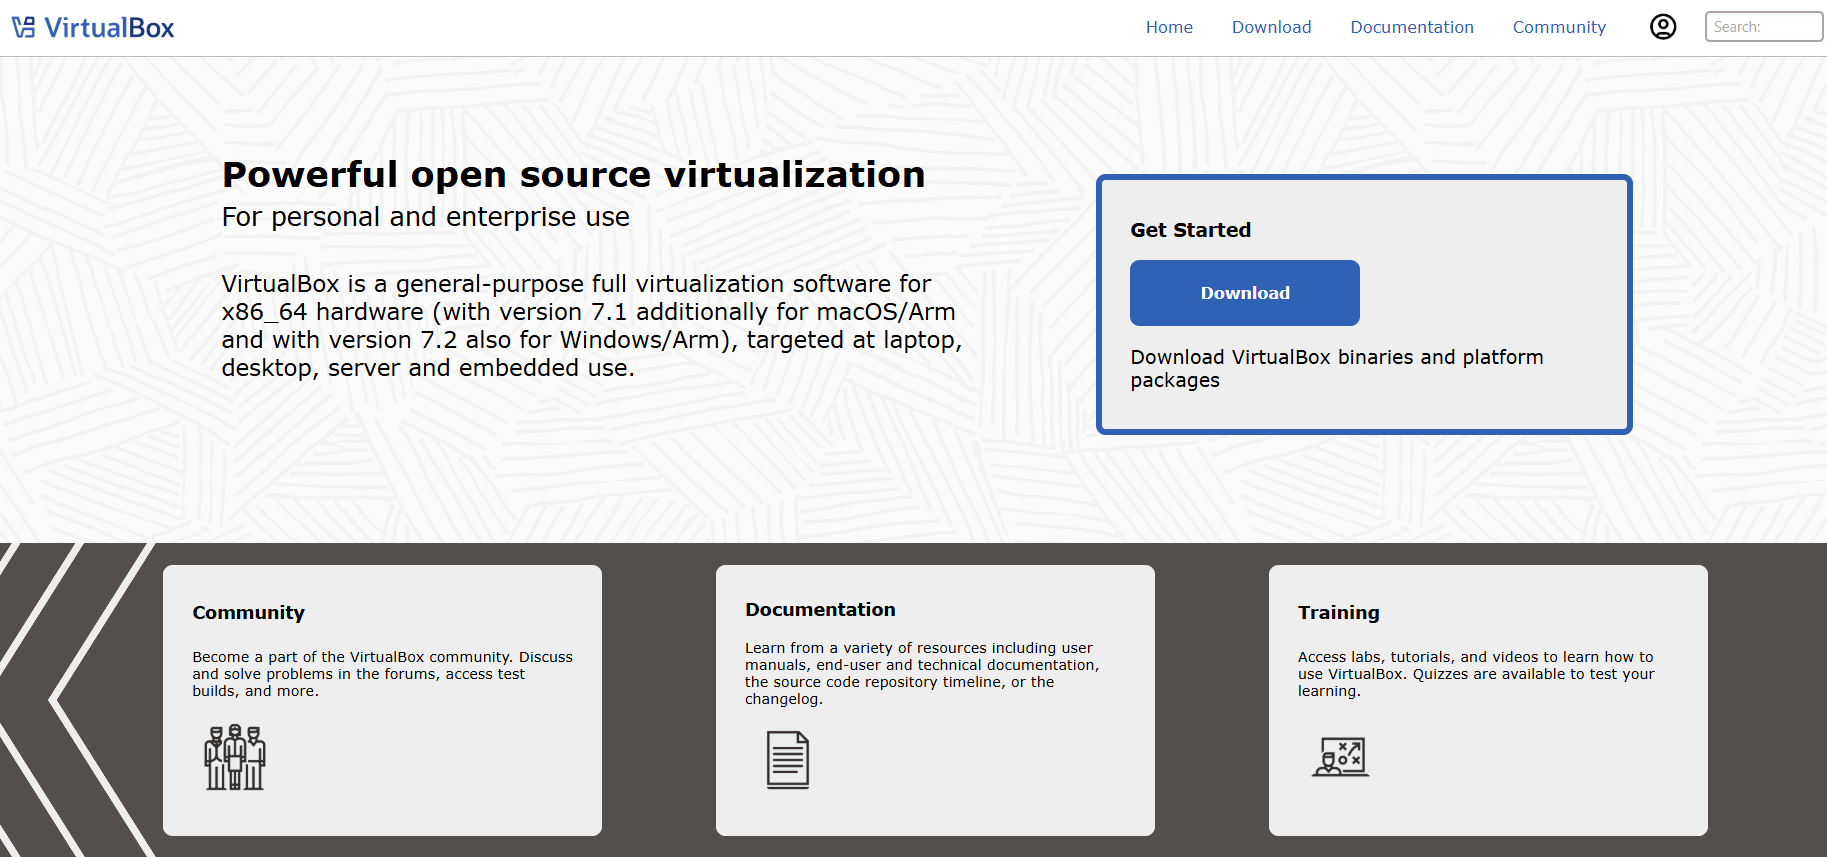 VirtualBox
Home Download Documentation Community Search:
Powerful open source virtualization
For personal and enterprise use
VirtualBox is a general-purpose full virtualization software for
x86_64 hardware (with version 7.1 additionally for macOS/Arm
and with version 7.2 also for Windows/Arm), targeted at laptop,
desktop, server and embedded use.
Get Started
Download
Download VirtualBox binaries and platform
packages
Community
Become a part of the VirtualBox community. Discuss
and solve problems in the forums, access test
builds, and more.
Documentation
Learn from a variety of resources including user
manuals, end-user and technical documentation,
the source code repository timeline, or the
changelog.
Training
Access labs, tutorials, and videos to learn how to
use VirtualBox. Quizzes are available to test your
learning.